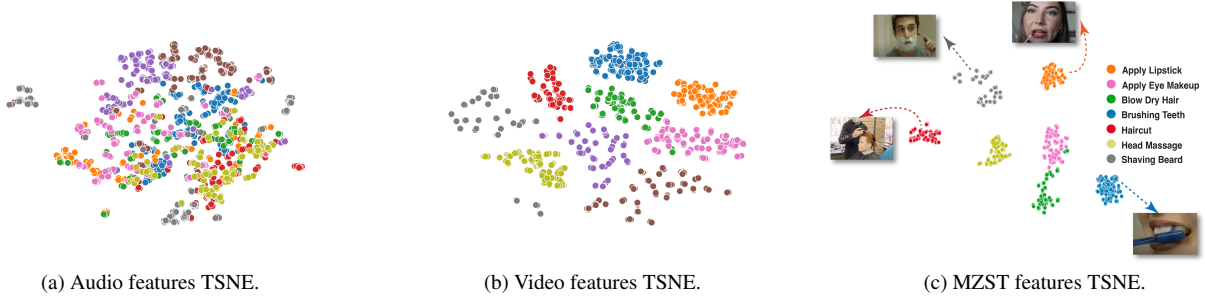 Apply Lipstick
Apply Eye Makeup
Blow Dry Hair
Brushing Teeth
Haircut
Head Massage
Shaving Beard
(a) Audio features TSNE.
(b) Video features TSNE.
(c) MZST features TSNE.